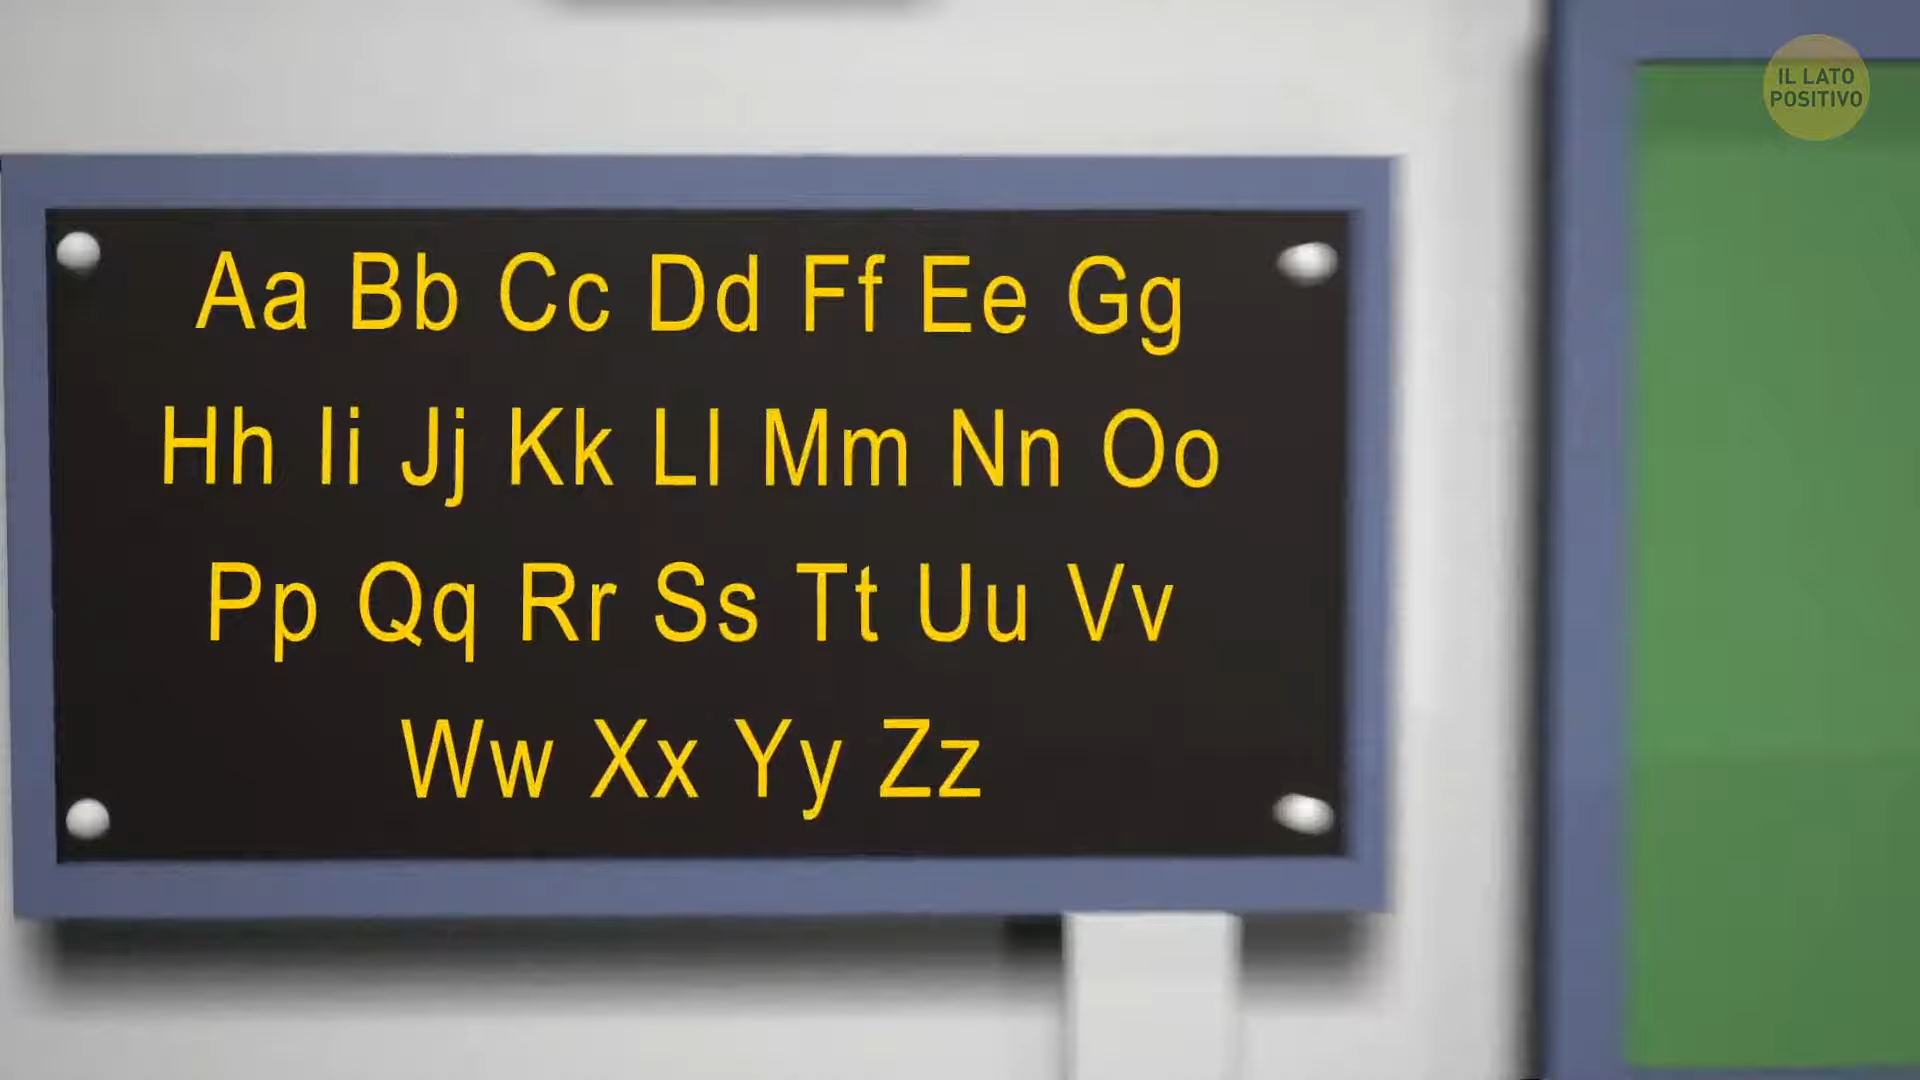 Aa Bb Cc Dd Ff Ee Gg
Hh Ii Jj Kk Ll Mm Nn Oo
Pp Qq Rr Ss Tt Uu Vv
Ww Xx Yy Zz
IL LATO
POSITIVO